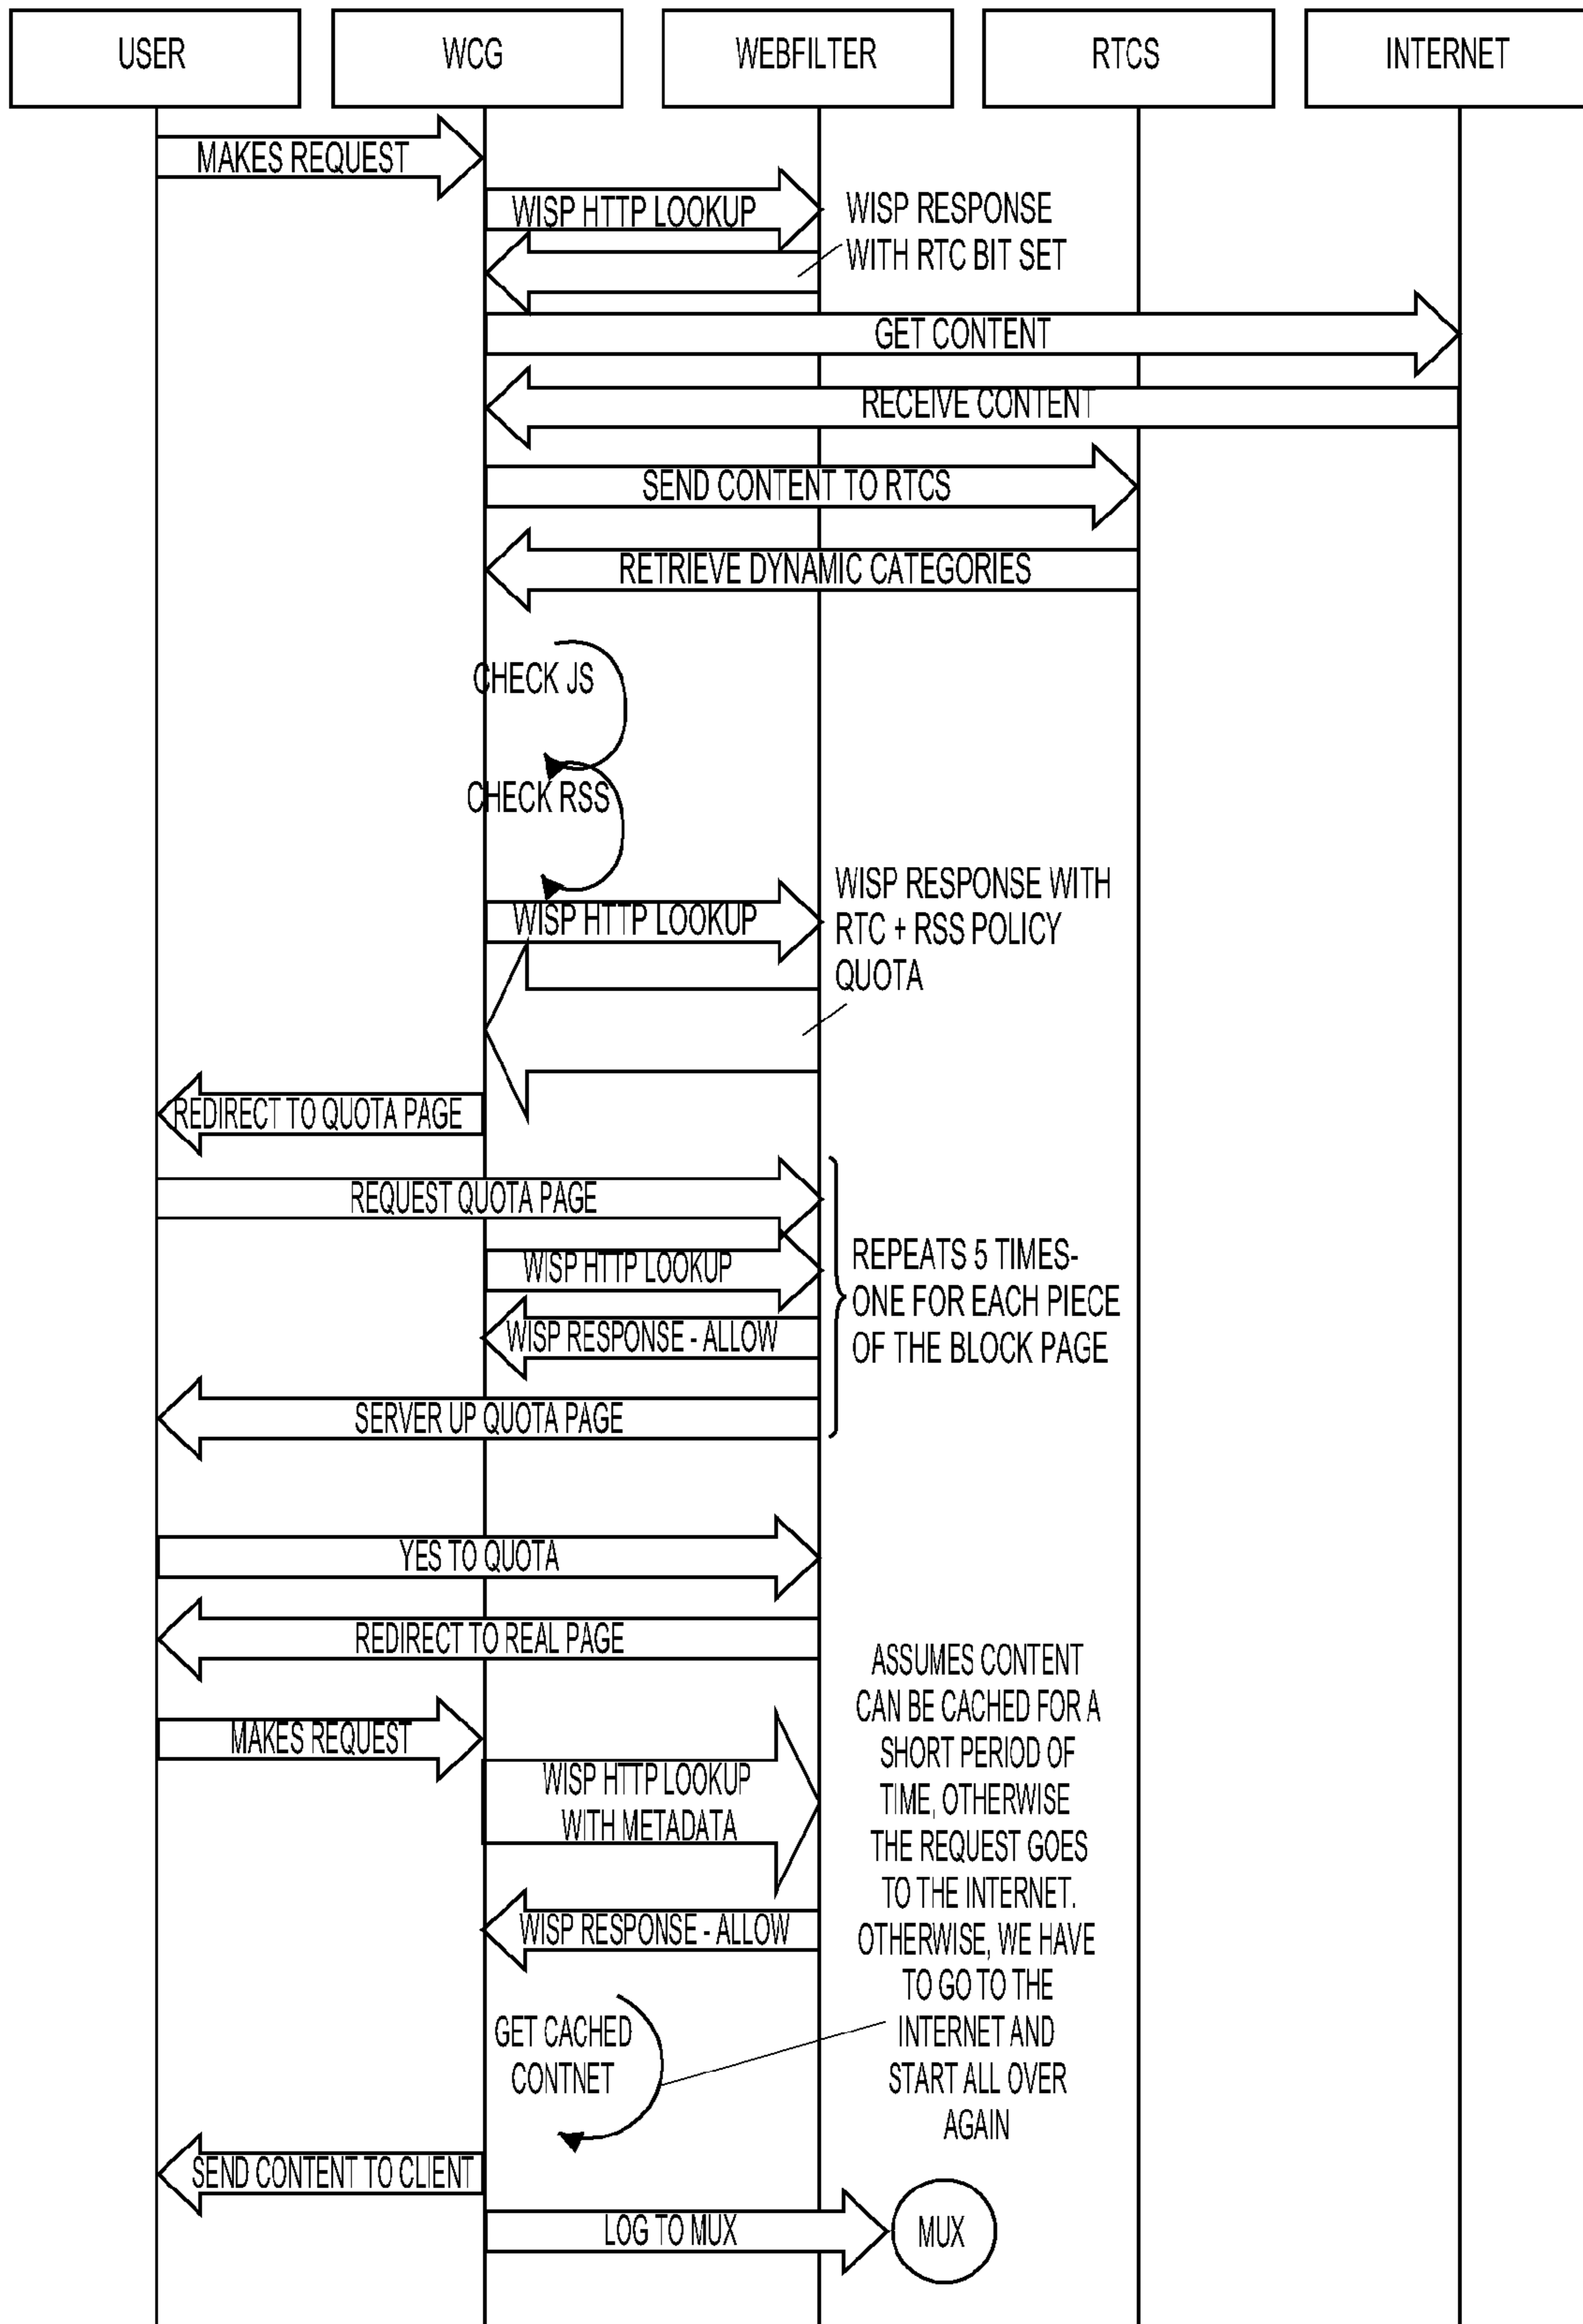 USER
WCG
WEBFILTER
RTCS
INTERNET
MAKES REQUEST
WISP HTTP LOOKUP
WISP RESPONSE
WITH RTC BIT SET
GET CONTENT
RECEIVE CONTENT
SEND CONTENT TO RTCS
RETRIEVE DYNAMIC CATEGORIES
CHECK JS
CHECK RSS
WISP HTTP LOOKUP
WISP RESPONSE WITH
RTC + RSS POLICY
QUOTA
REDIRECT TO QUOTA PAGE
REQUEST QUOTA PAGE
WISP HTTP LOOKUP
WISP RESPONSE - ALLOW
REPEATS 5 TIMES-
ONE FOR EACH PIECE
OF THE BLOCK PAGE
SERVER UP QUOTA PAGE
YES TO QUOTA
REDIRECT TO REAL PAGE
MAKES REQUEST
WISP HTTP LOOKUP
WITH METADATA
WISP RESPONSE - ALLOW
ASSUMES CONTENT
CAN BE CACHED FOR A
SHORT PERIOD OF
TIME, OTHERWISE
THE REQUEST GOES
TO THE INTERNET.
OTHERWISE, WE HAVE
TO GO TO THE
INTERNET AND
START ALL OVER
AGAIN
GET CACHED
CONTNET
SEND CONTENT TO CLIENT
LOG TO MUX
MUX